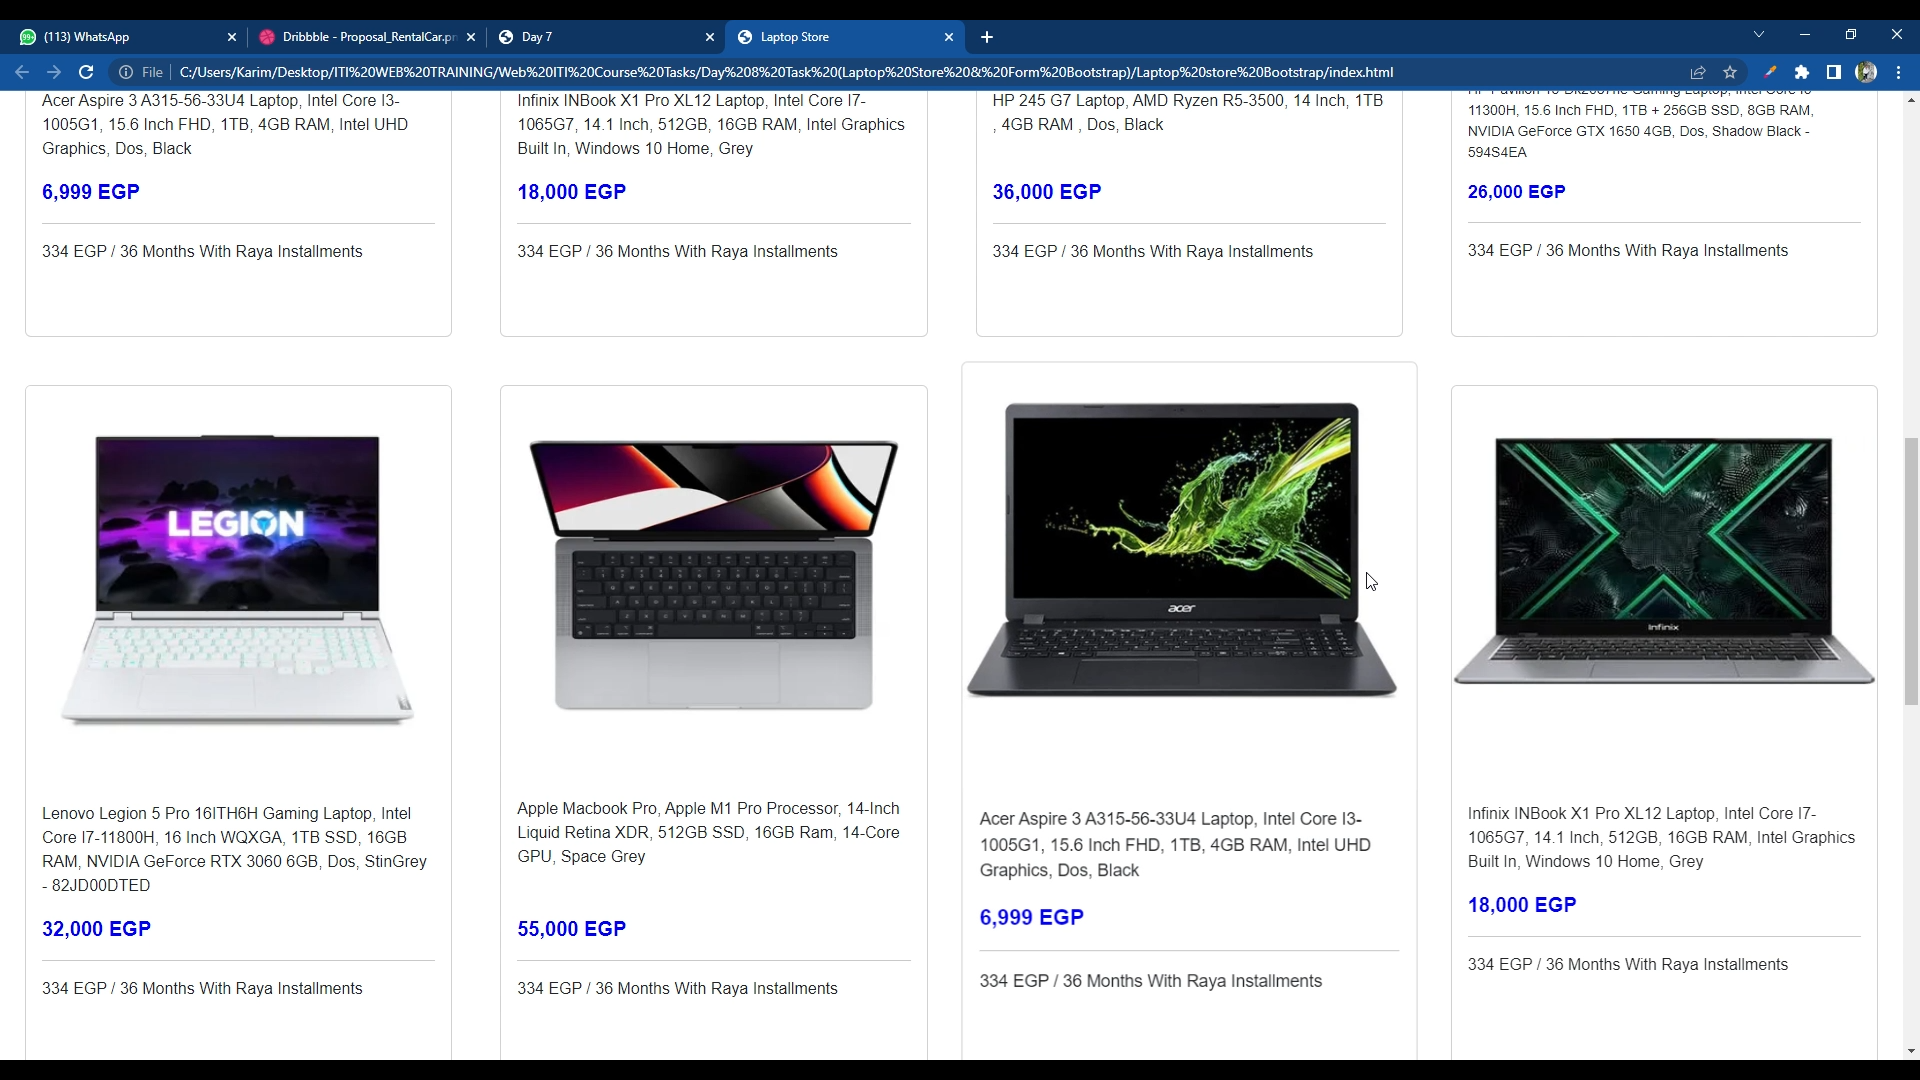 (113) WhatsApp
Dribbble - Proposal_RentalCar.pn
Day 7
Laptop Store
File
C:/Users/Karim/Desktop/ITI%20WEB%20TRAINING/Web%20ITI%20Course%20Tasks/Day%208%20Task%20(Laptop%20Store%20&%20Form%20Bootstrap)/Laptop%20store%20Bootstrap/index.html
Acer Aspire 3 A315-56-33U4 Laptop, Intel Core I3-
1005G1, 15.6 Inch FHD, 1TB, 4GB RAM, Intel UHD
Graphics, Dos, Black
6,999 EGP
334 EGP / 36 Months With Raya Installments
Infinix INBook X1 Pro XL12 Laptop, Intel Core I7-
1065G7, 14.1 Inch, 512GB, 16GB RAM, Intel Graphics
Built In, Windows 10 Home, Grey
18,000 EGP
334 EGP / 36 Months With Raya Installments
HP 245 G7 Laptop, AMD Ryzen R5-3500, 14 Inch, 1TB
, 4GB RAM , Dos, Black
36,000 EGP
334 EGP / 36 Months With Raya Installments
11300H, 15.6 Inch FHD, 1TB + 256GB SSD, 8GB RAM,
NVIDIA GeForce GTX 1650 4GB, Dos, Shadow Black -
594S4EA
26,000 EGP
334 EGP / 36 Months With Raya Installments
LEGION
Lenovo Legion 5 Pro 16ITH6H Gaming Laptop, Intel
Core I7-11800H, 16 Inch WQXGA, 1TB SSD, 16GB
RAM, NVIDIA GeForce RTX 3060 6GB, Dos, StinGrey
- 82JD00DTED
32,000 EGP
334 EGP / 36 Months With Raya Installments
Apple Macbook Pro, Apple M1 Pro Processor, 14-Inch
Liquid Retina XDR, 512GB SSD, 16GB Ram, 14-Core
GPU, Space Grey
55,000 EGP
334 EGP / 36 Months With Raya Installments
acer
Acer Aspire 3 A315-56-33U4 Laptop, Intel Core I3-
1005G1, 15.6 Inch FHD, 1TB, 4GB RAM, Intel UHD
Graphics, Dos, Black
6,999 EGP
334 EGP / 36 Months With Raya Installments
Infinix
Infinix INBook X1 Pro XL12 Laptop, Intel Core I7-
1065G7, 14.1 Inch, 512GB, 16GB RAM, Intel Graphics
Built In, Windows 10 Home, Grey
18,000 EGP
334 EGP / 36 Months With Raya Installments